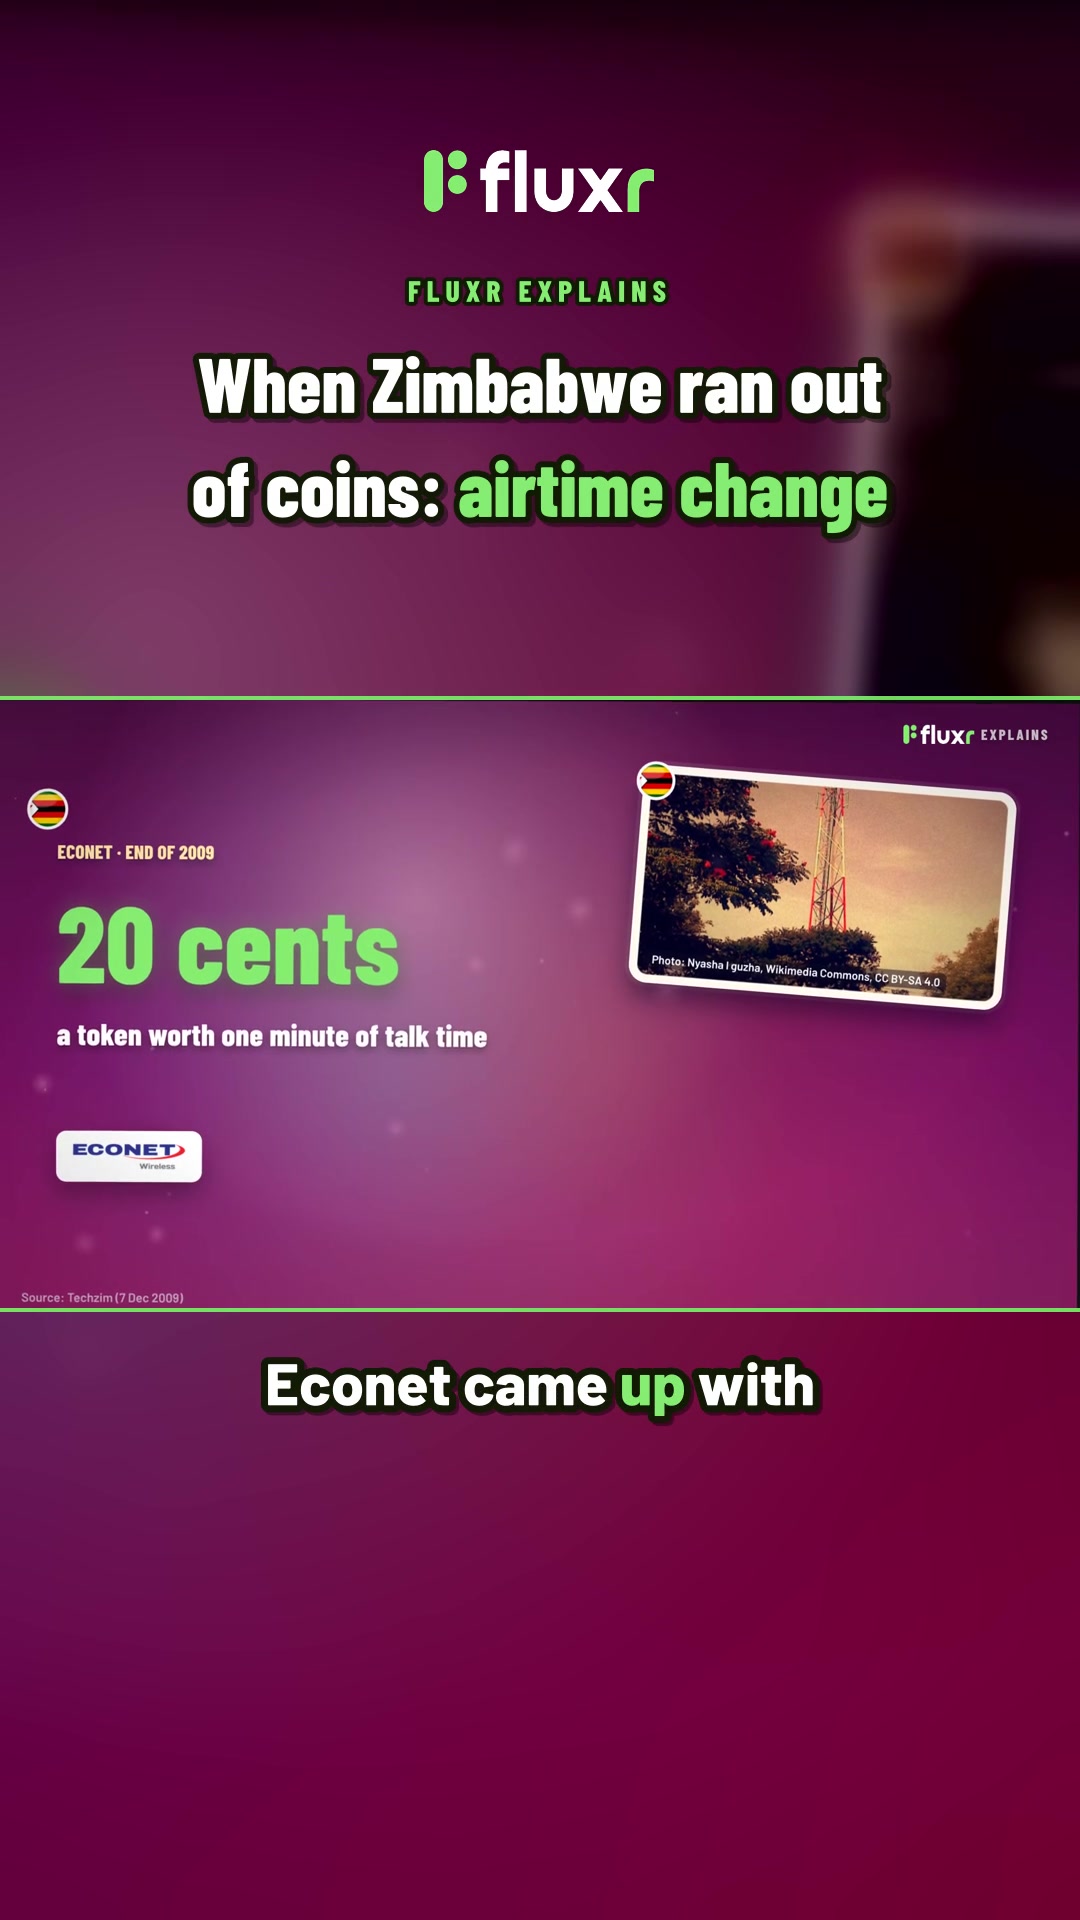 fluxr
FLUXR EXPLAINS
When Zimbabwe ran out
of coins: airtime change
fluxr EXPLAINS
ECONET · END OF 2009
20 cents
a token worth one minute of talk time
Photo: Nyasha I guzha, Wikimedia Commons, CC BY-SA 4.0
ECONET
Wireless
Source: Techzim (7 Dec 2009)
Econet came up with